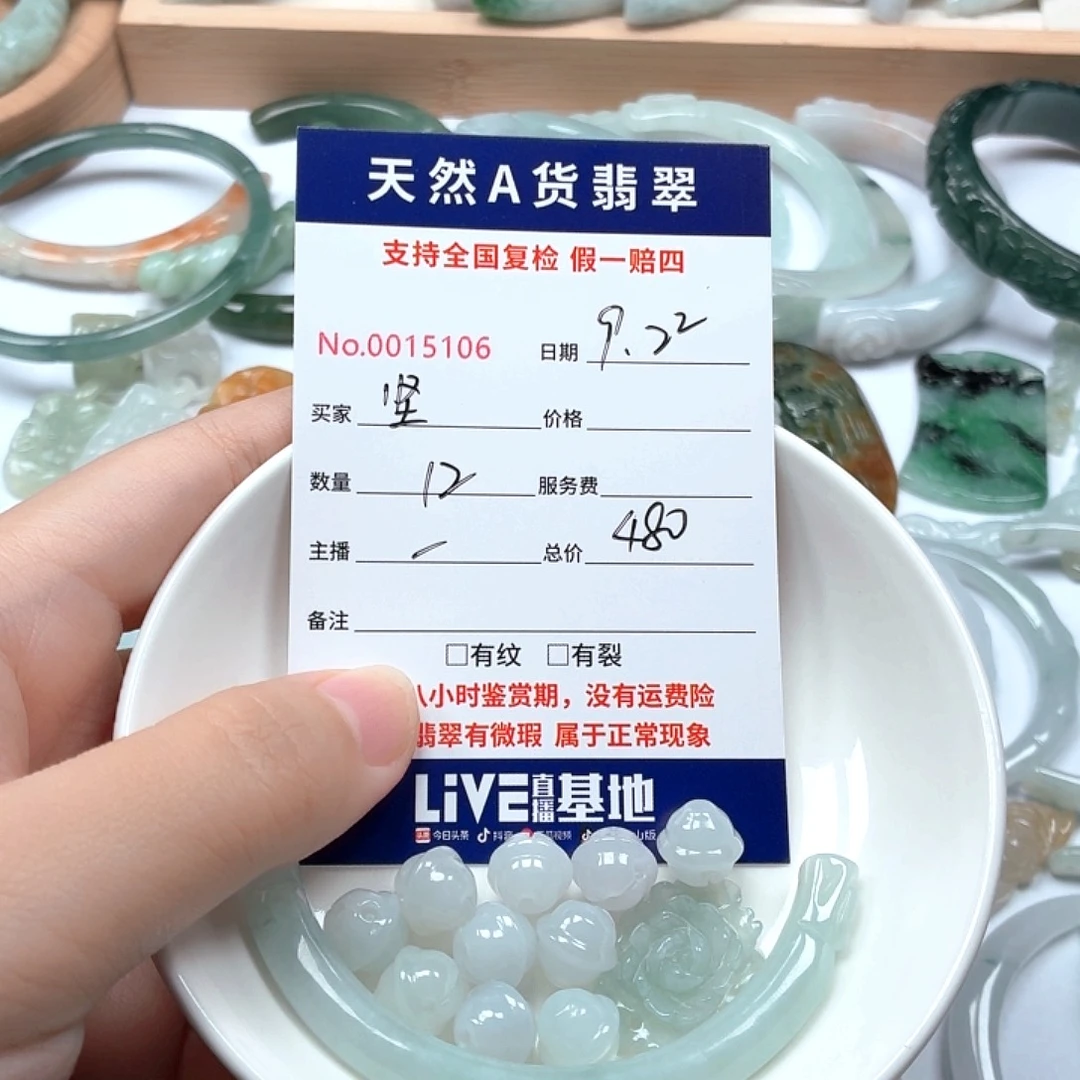 天然A货翡翠
支持全国复检 假一赔四
No.0015106 日期 9.22
买家 坚 价格
数量 12 服务费
主播 一 总价 480
备注
□有纹 □有裂
八小时鉴赏期，没有运费险
翡翠有微瑕 属于正常现象
LiVE直播基地
今日头条 抖音